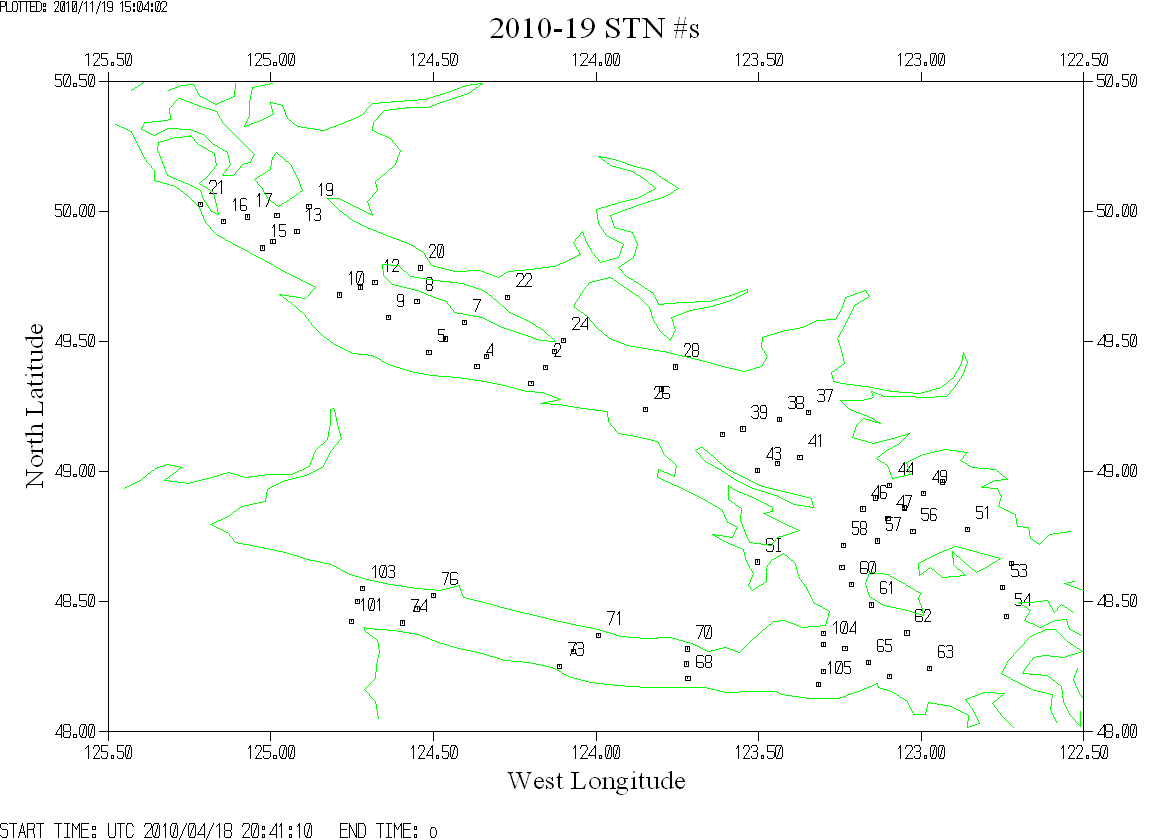 PLOTTED: 2010/11/19 15:04:02
2010-19 STN #s
125.50 125.00 124.50 124.00 123.50 123.00 122.50
50.50 50.50
21 16 17 19
50.00 13 50.00
15
20
12
10 8 22
9 7
24
49.50 5 4 2 28 49.50
26 37
39 38
41
43
North Latitude
49.00 44 49 49.00
46 47
56 51
58 57
91
103 76 60 53
61
48.50 101 74 54 48.50
71 104 62
70
73 68 65 63
105
48.00 48.00
125.50 125.00 124.50 124.00 123.50 123.00 122.50
West Longitude
START TIME: UTC 2010/04/18 20:41:10 END TIME: o